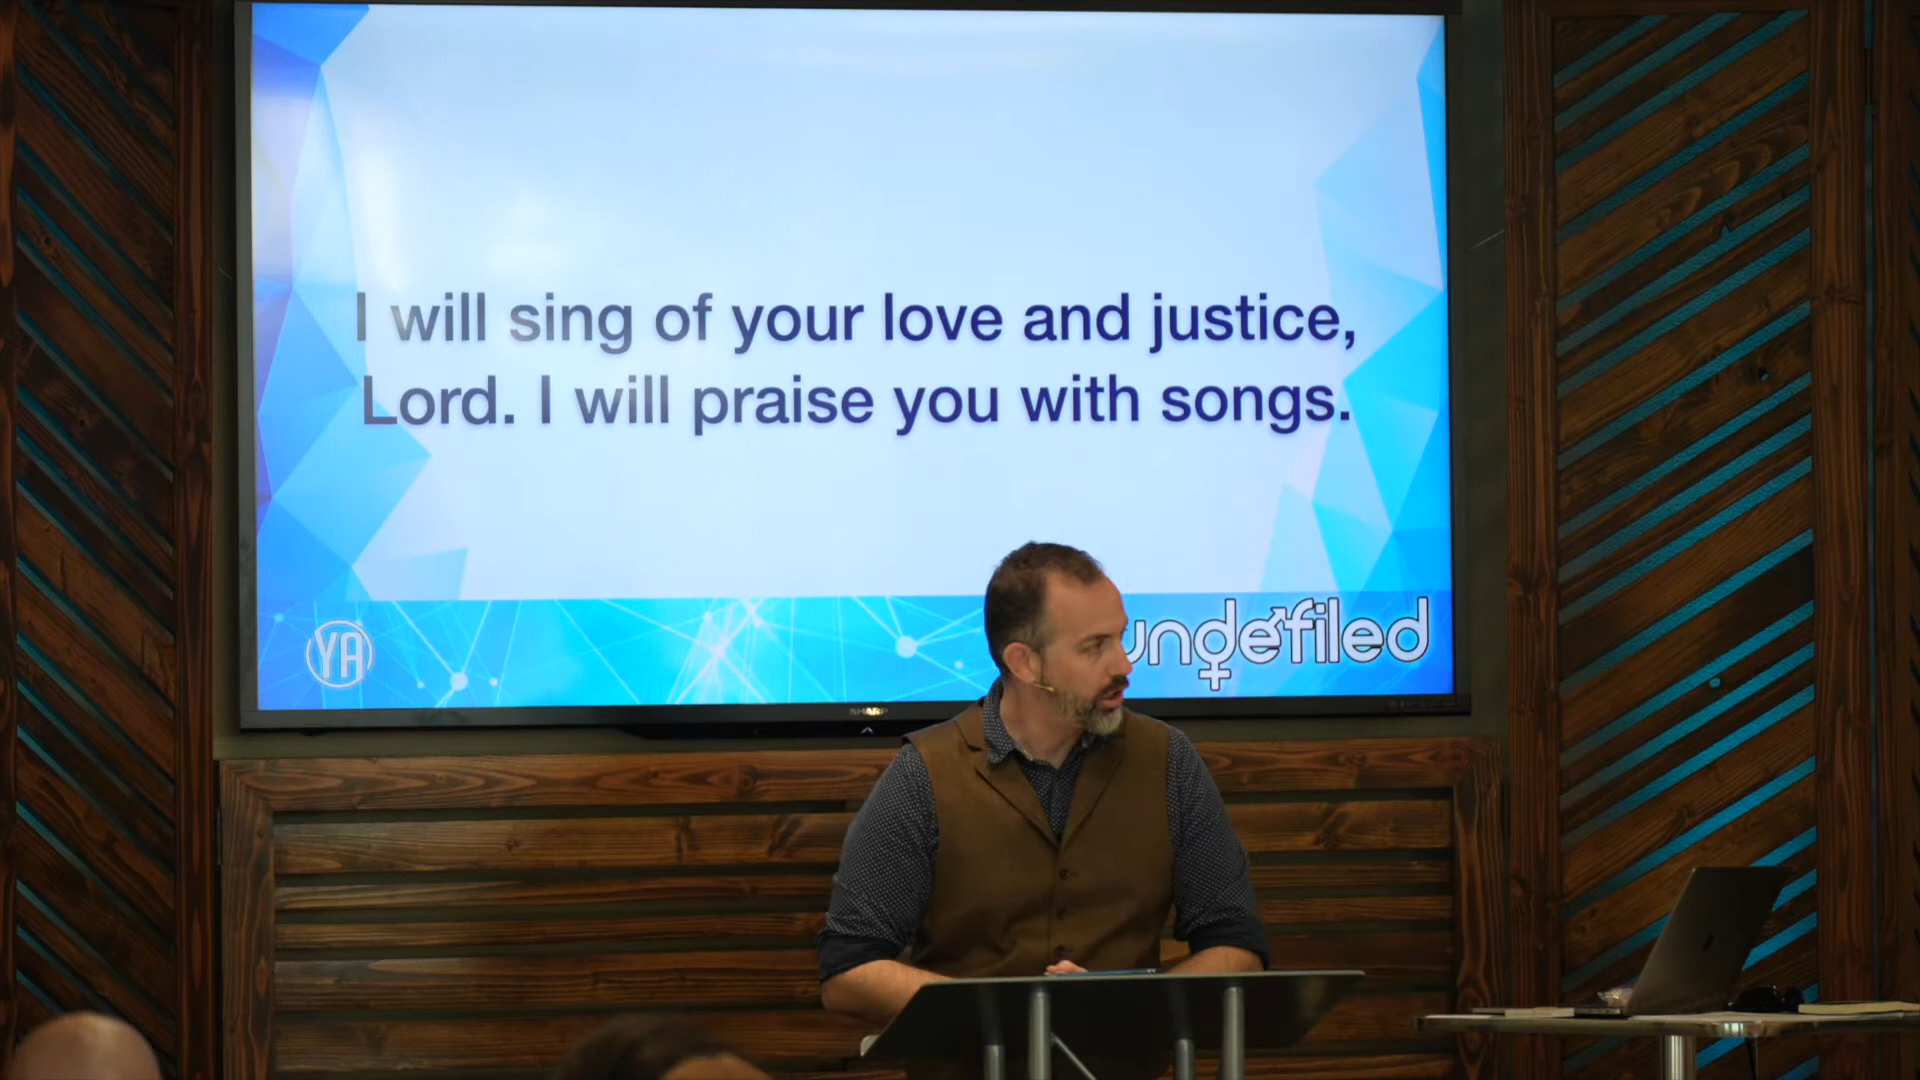 I will sing of your love and justice,
Lord. I will praise you with songs.
YA
undefiled
SHARP